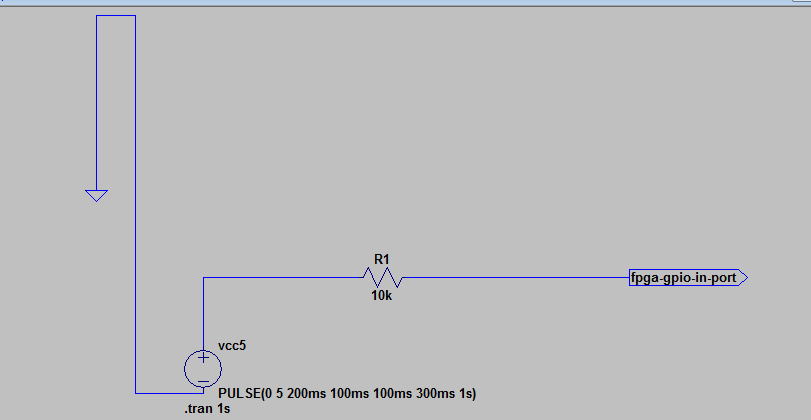 R1
10k
fpga-gpio-in-port
vcc5
PULSE(0 5 200ms 100ms 100ms 300ms 1s)
.tran 1s